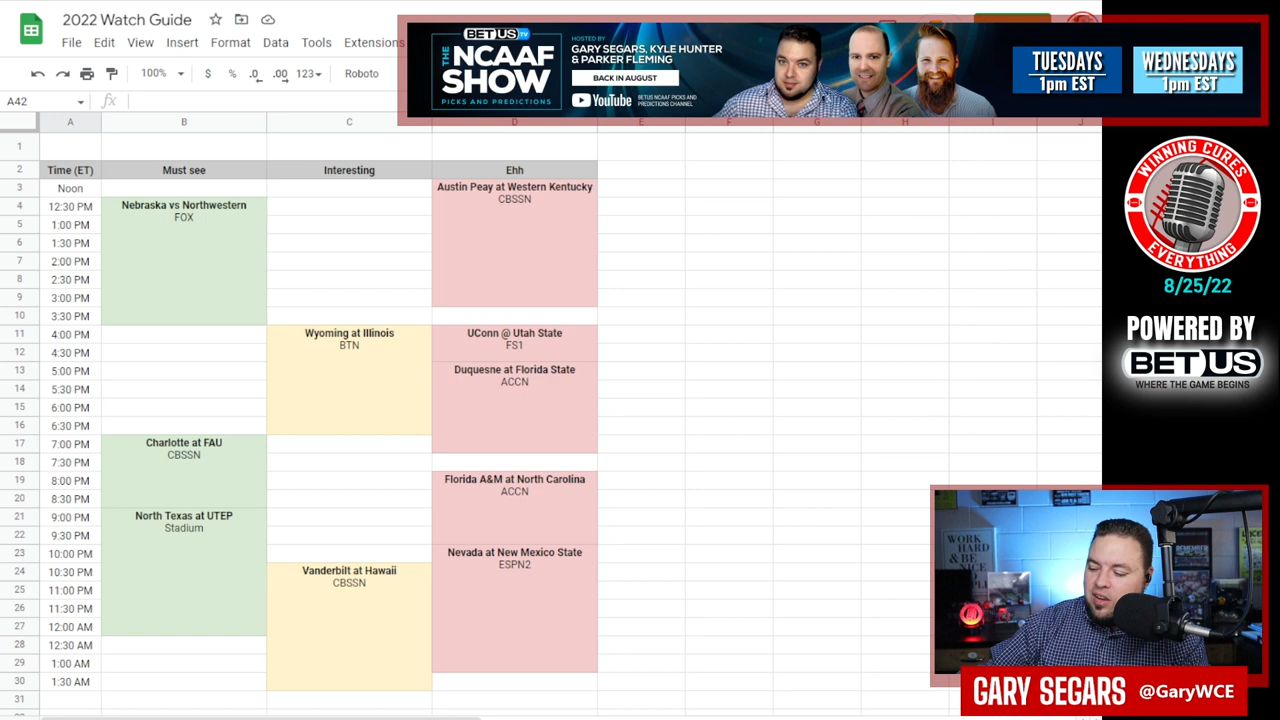 2022 Watch Guide
File Edit View Insert Format Data Tools Extensions
100% $ % .0 .00 123 Roboto
A42 fx
BETUS TV
THE NCAAF SHOW
PICKS AND PREDICTIONS
HOSTED BY
GARY SEGARS, KYLE HUNTER
& PARKER FLEMING
BACK IN AUGUST
YouTube BETUS NCAAF PICKS AND
PREDICTIONS CHANNEL
TUESDAYS
1pm EST
WEDNESDAYS
1pm EST
A B C D E F G H I J
1
2 Time (ET) Must see Interesting Ehh
3 Noon Austin Peay at Western Kentucky
CBSSN
4 12:30 PM Nebraska vs Northwestern
FOX
5 1:00 PM
6 1:30 PM
7 2:00 PM
8 2:30 PM
9 3:00 PM
10 3:30 PM
11 4:00 PM Wyoming at Illinois UConn @ Utah State
BTN FS1
12 4:30 PM
13 5:00 PM Duquesne at Florida State
ACCN
14 5:30 PM
15 6:00 PM
16 6:30 PM
17 7:00 PM Charlotte at FAU
CBSSN
18 7:30 PM
19 8:00 PM Florida A&M at North Carolina
ACCN
20 8:30 PM
21 9:00 PM North Texas at UTEP
Stadium
22 9:30 PM
23 10:00 PM Nevada at New Mexico State
ESPN2
24 10:30 PM Vanderbilt at Hawaii
CBSSN
25 11:00 PM
26 11:30 PM
27 12:00 AM
28 12:30 AM
29 1:00 AM
30 1:30 AM
31
WINNING CURES
EVERYTHING
8/25/22
POWERED BY
BETUS
WHERE THE GAME BEGINS
WORK
HARD &
BE NICE
GARY SEGARS @GaryWCE